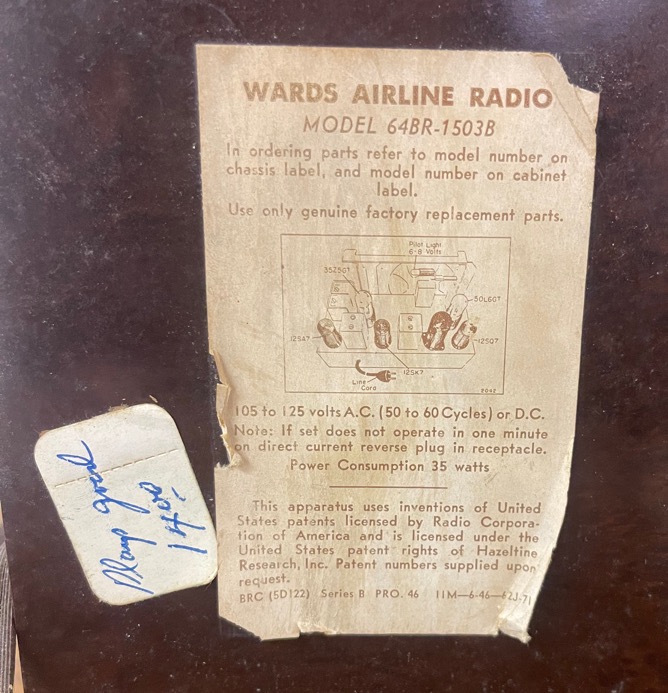 WARDS AIRLINE RADIO
MODEL 64BR-1503B
In ordering parts refer to model number on
chassis label, and model number on cabinet
label.
Use only genuine factory replacement parts.
Pilot Light
6-8 Volts
35Z5GT
50L6GT
12SA7
12SQ7
12SK7
Line
Cord
2042
105 to 125 volts A.C. (50 to 60 Cycles) or D.C.
Note: If set does not operate in one minute
on direct current reverse plug in receptacle.
Power Consumption 35 watts
This apparatus uses inventions of United
States patents licensed by Radio Corpora-
tion of America and is licensed under the
United States patent rights of Hazeltine
Research, Inc. Patent numbers supplied upon
request.
BRC (5D122) Series B PRO. 46 11M-6-46-62J-71
Plays good
14.00